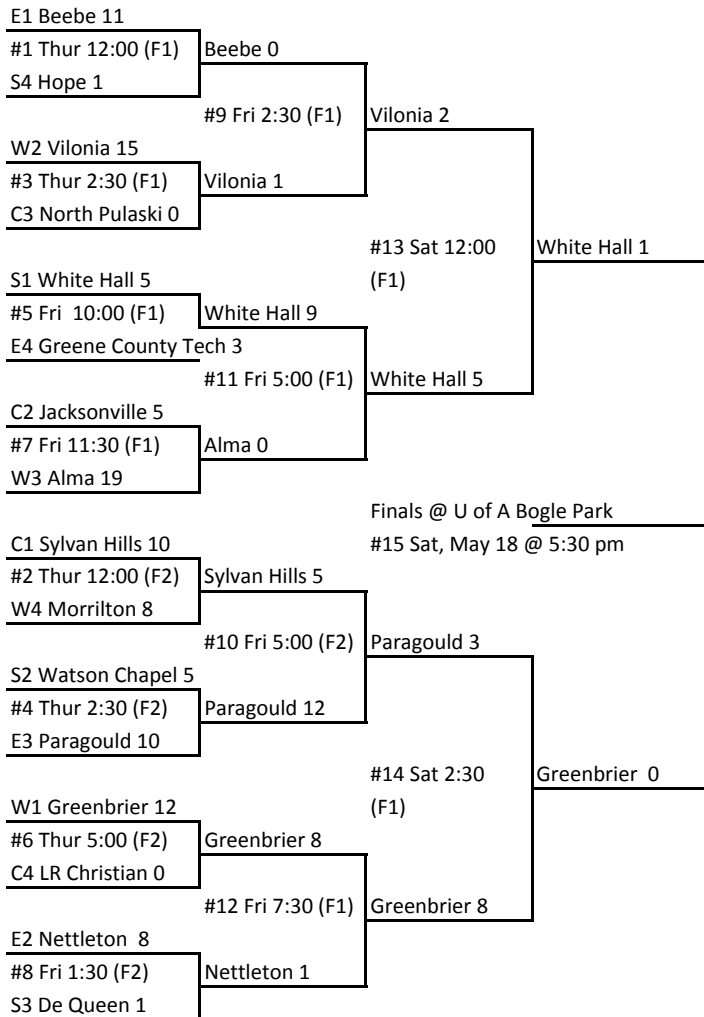 E1 Beebe 11
#1 Thur 12:00 (F1)
Beebe 0
S4 Hope 1
#9 Fri 2:30 (F1)
Vilonia 2
W2 Vilonia 15
#3 Thur 2:30 (F1)
Vilonia 1
C3 North Pulaski 0
#13 Sat 12:00
(F1)
White Hall 1
S1 White Hall 5
#5 Fri  10:00 (F1)
White Hall 9
E4 Greene County Tech 3
#11 Fri 5:00 (F1)
White Hall 5
C2 Jacksonville 5
#7 Fri 11:30 (F1)
Alma 0
W3 Alma 19
Finals @ U of A Bogle Park
#15 Sat, May 18 @ 5:30 pm
C1 Sylvan Hills 10
#2 Thur 12:00 (F2)
Sylvan Hills 5
W4 Morrilton 8
#10 Fri 5:00 (F2)
Paragould 3
S2 Watson Chapel 5
#4 Thur 2:30 (F2)
Paragould 12
E3 Paragould 10
#14 Sat 2:30
(F1)
Greenbrier  0
W1 Greenbrier 12
#6 Thur 5:00 (F2)
Greenbrier 8
C4 LR Christian 0
#12 Fri 7:30 (F1)
Greenbrier 8
E2 Nettleton  8
#8 Fri 1:30 (F2)
Nettleton 1
S3 De Queen 1